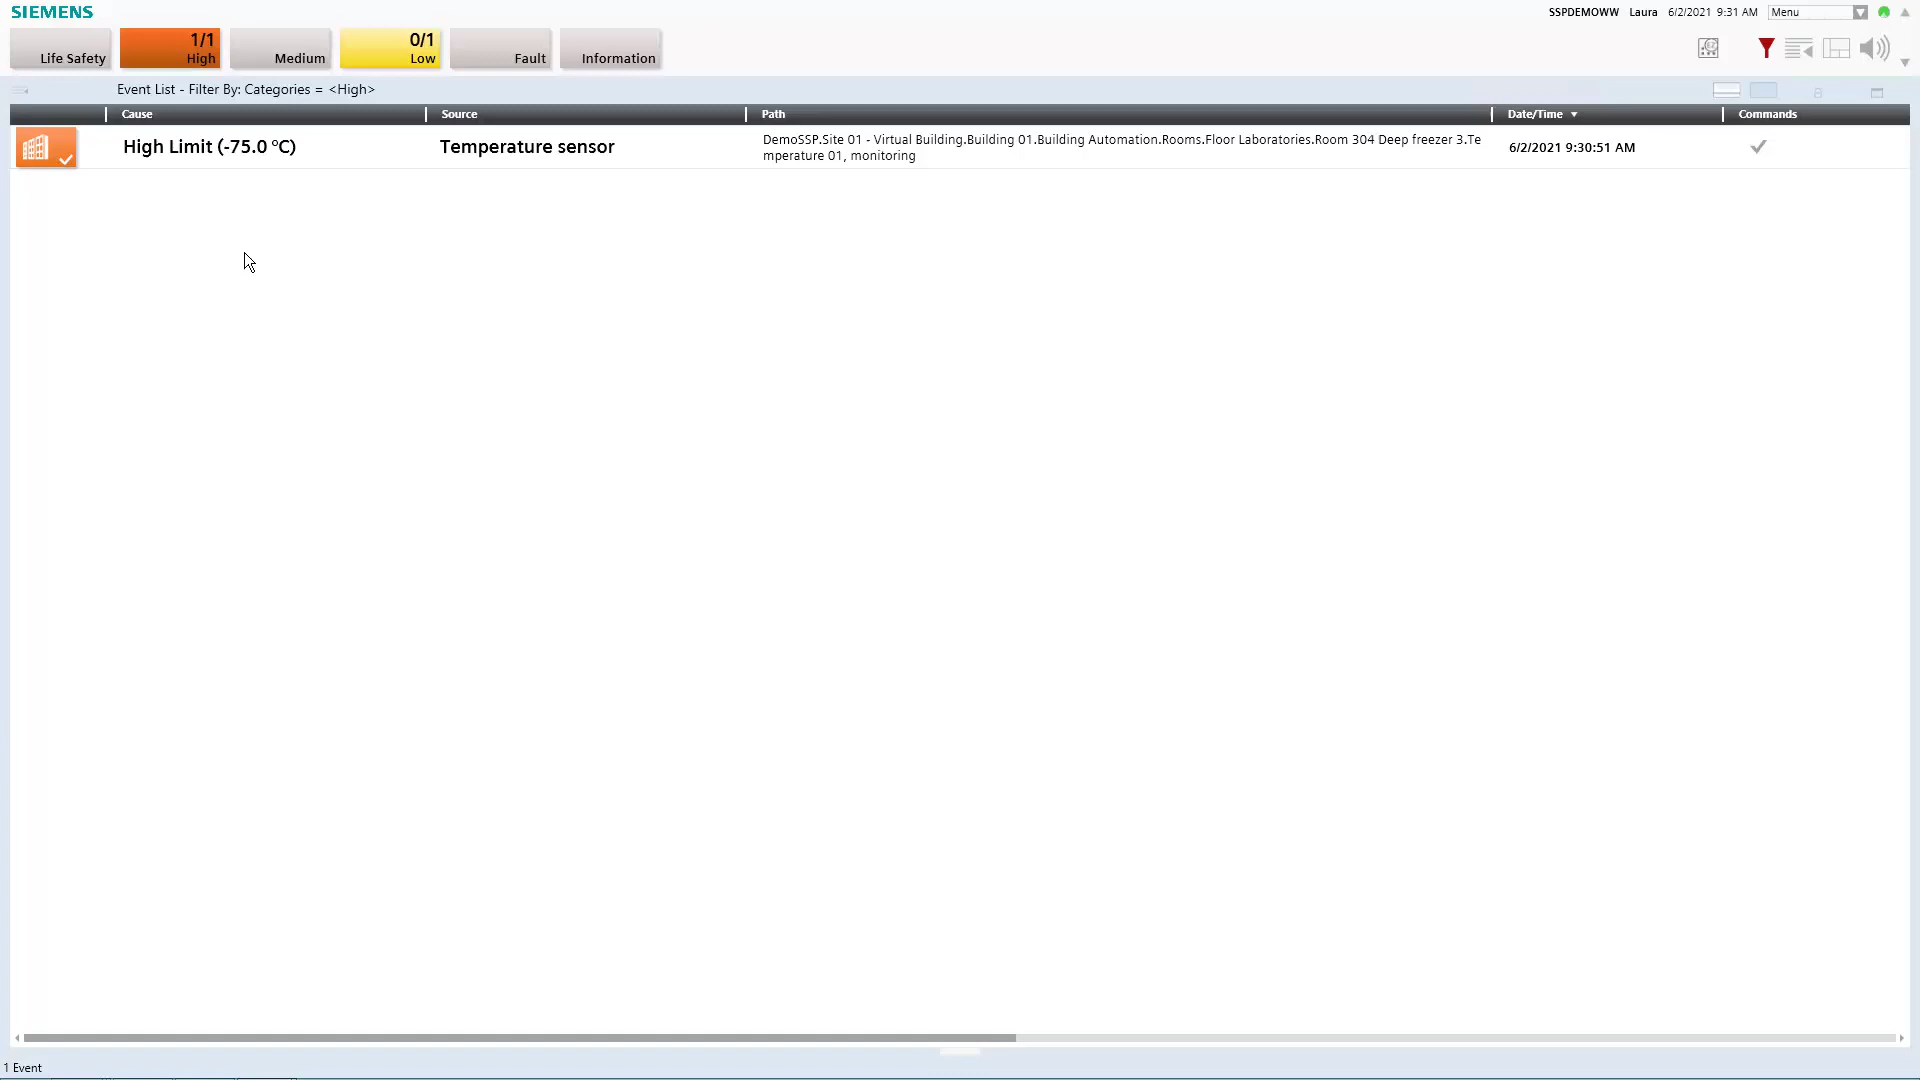 SIEMENS
SSPDEMOWW Laura 6/2/2021 9:31 AM Menu
Life Safety
1/1
High
Medium
0/1
Low
Fault
Information
Event List - Filter By: Categories = <High>
Cause Source Path Date/Time Commands
High Limit (-75.0 °C)
Temperature sensor
DemoSSP.Site 01 - Virtual Building.Building 01.Building Automation.Rooms.Floor Laboratories.Room 304 Deep freezer 3.Te
mperature 01, monitoring
6/2/2021 9:30:51 AM
1 Event